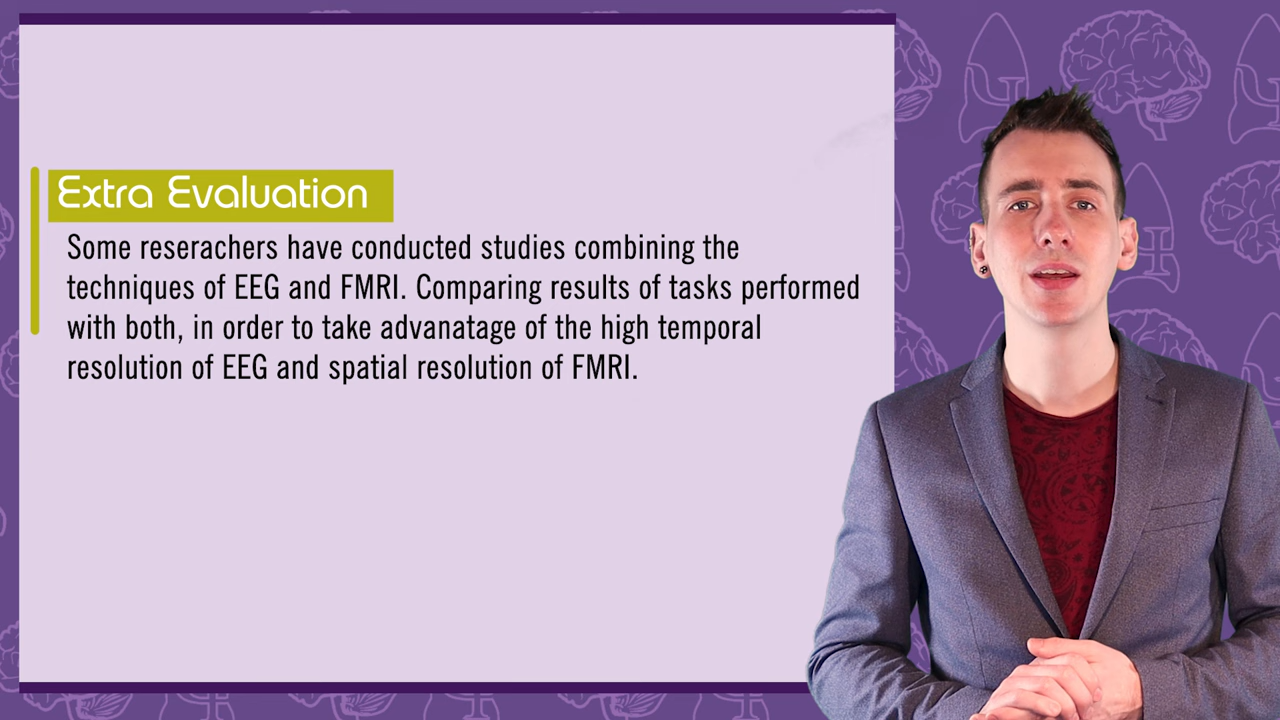 Extra Evaluation
Some reserachers have conducted studies combining the
techniques of EEG and FMRI. Comparing results of tasks performed
with both, in order to take advanatage of the high temporal
resolution of EEG and spatial resolution of FMRI.